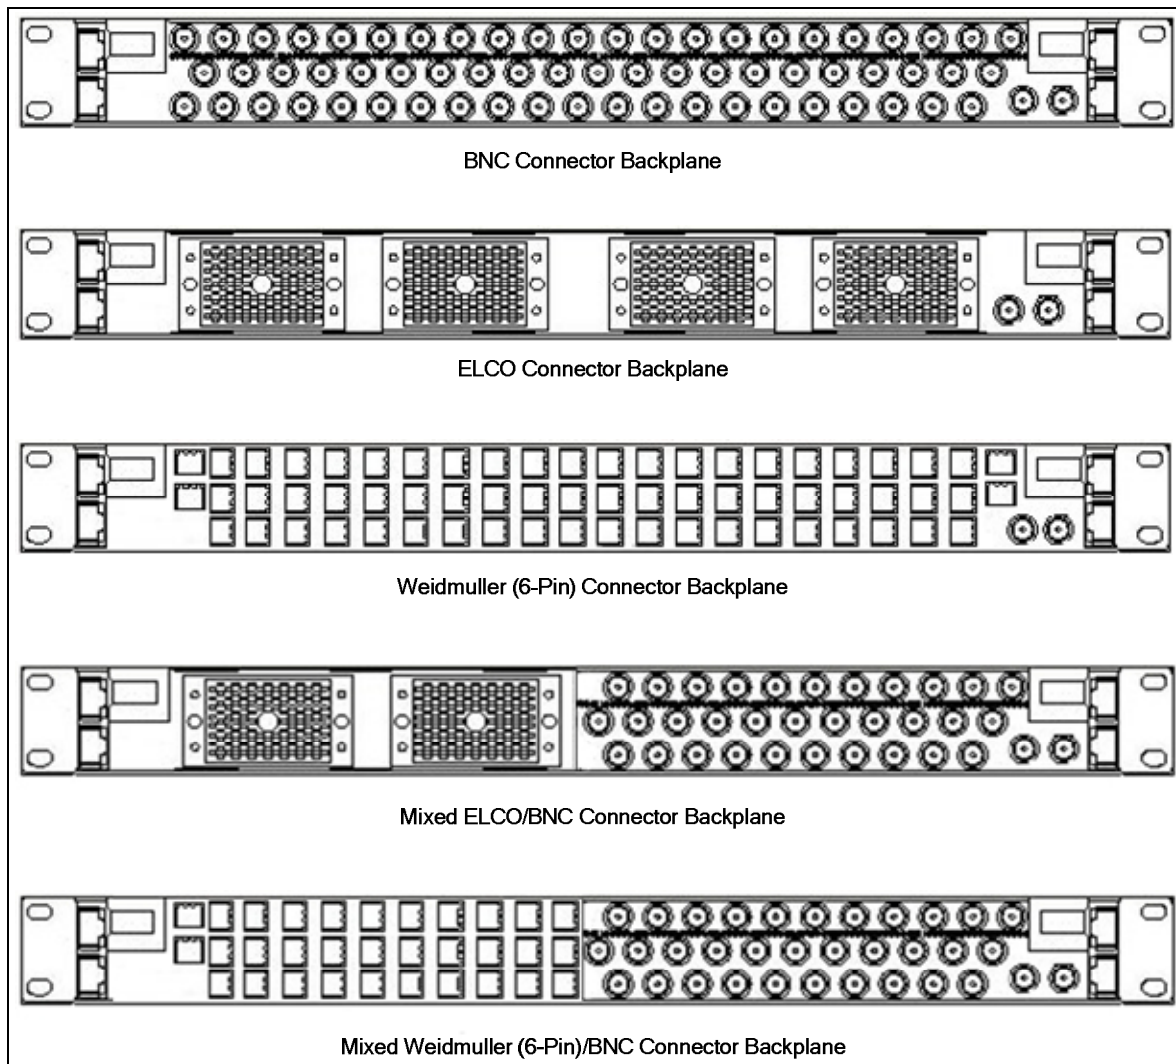 BNC Connector Backplane
ELCO Connector Backplane
Weidmuller (6-Pin) Connector Backplane
Mixed ELCO/BNC Connector Backplane
Mixed Weidmuller (6-Pin)/BNC Connector Backplane